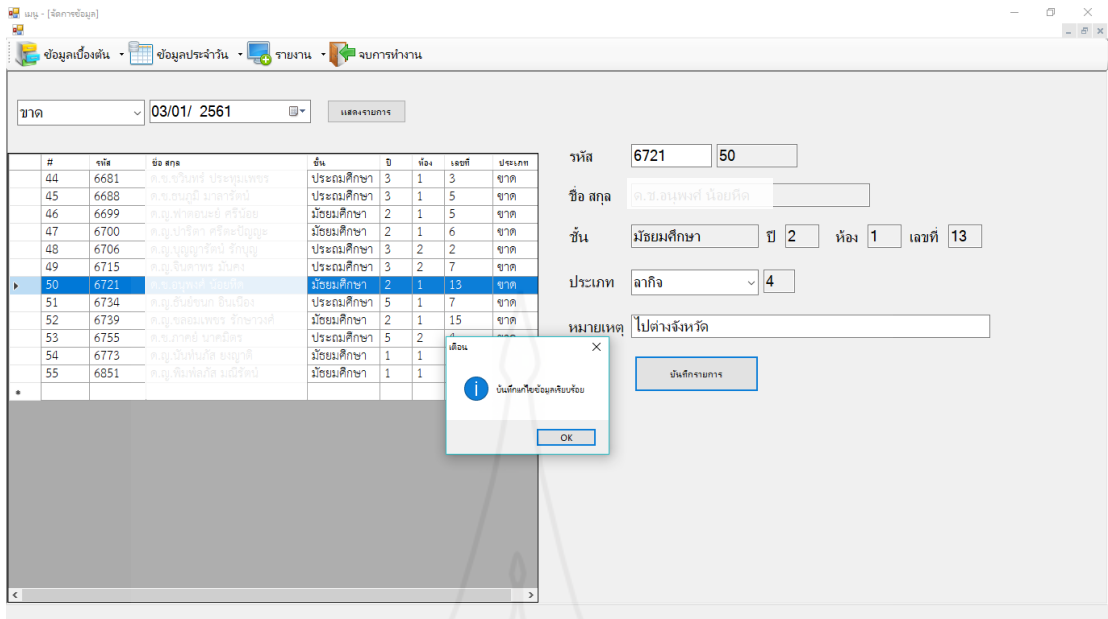 เมนู - [จัดการข้อมูล]
ข้อมูลเบื้องต้น ข้อมูลประจำวัน รายงาน จบการทำงาน
ขาด 03/01/ 2561 แสดงรายการ
# รหัส ชื่อ สกุล ชั้น ปี ห้อง เลขที่ ประเภท
44 6681 ประถมศึกษา 3 1 3 ขาด
45 6688 ประถมศึกษา 3 1 5 ขาด
46 6699 มัธยมศึกษา 2 1 5 ขาด
47 6700 มัธยมศึกษา 2 1 6 ขาด
48 6706 ประถมศึกษา 3 2 2 ขาด
49 6715 ประถมศึกษา 3 2 7 ขาด
50 6721 มัธยมศึกษา 2 1 13 ขาด
51 6734 ประถมศึกษา 5 1 7 ขาด
52 6739 มัธยมศึกษา 2 1 15 ขาด
53 6755 ประถมศึกษา 5 2
54 6773 มัธยมศึกษา 1 1
55 6851 มัธยมศึกษา 1 1
รหัส 6721 50
ชื่อ สกุล
ชั้น มัธยมศึกษา ปี 2 ห้อง 1 เลขที่ 13
ประเภท ลากิจ 4
หมายเหตุ ไปต่างจังหวัด
บันทึกรายการ
เตือน
บันทึกแก้ไขข้อมูลเรียบร้อย
OK